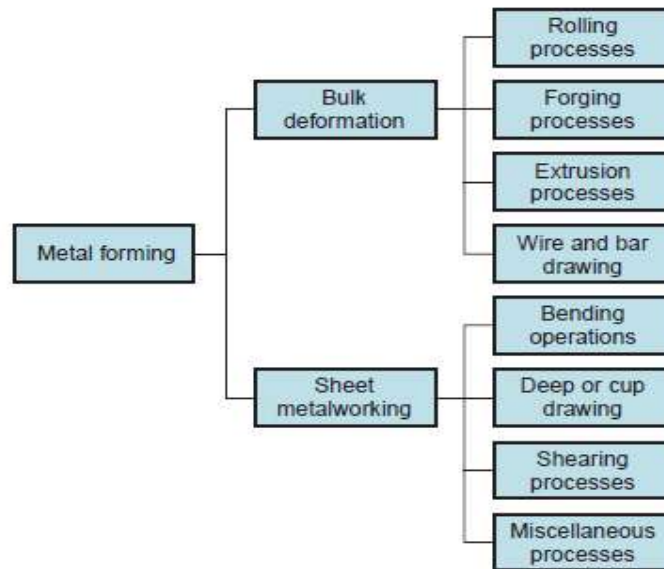 Rolling
processes
Bulk
deformation
Forging
processes
Extrusion
processes
Metal forming
Wire and bar
drawing
Bending
operations
Sheet
metalworking
Deep or cup
drawing
Shearing
processes
Miscellaneous
processes